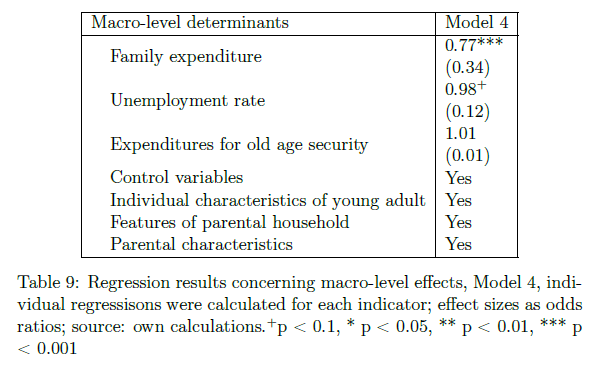 Macro-level determinants Model 4
Family expenditure 0.77***
(0.34)
Unemployment rate 0.98+
(0.12)
Expenditures for old age security 1.01
(0.01)
Control variables Yes
Individual characteristics of young adult Yes
Features of parental household Yes
Parental characteristics Yes
Table 9: Regression results concerning macro-level effects, Model 4, indi-
vidual regressisons were calculated for each indicator; effect sizes as odds
ratios; source: own calculations.+p < 0.1, * p < 0.05, ** p < 0.01, *** p
< 0.001